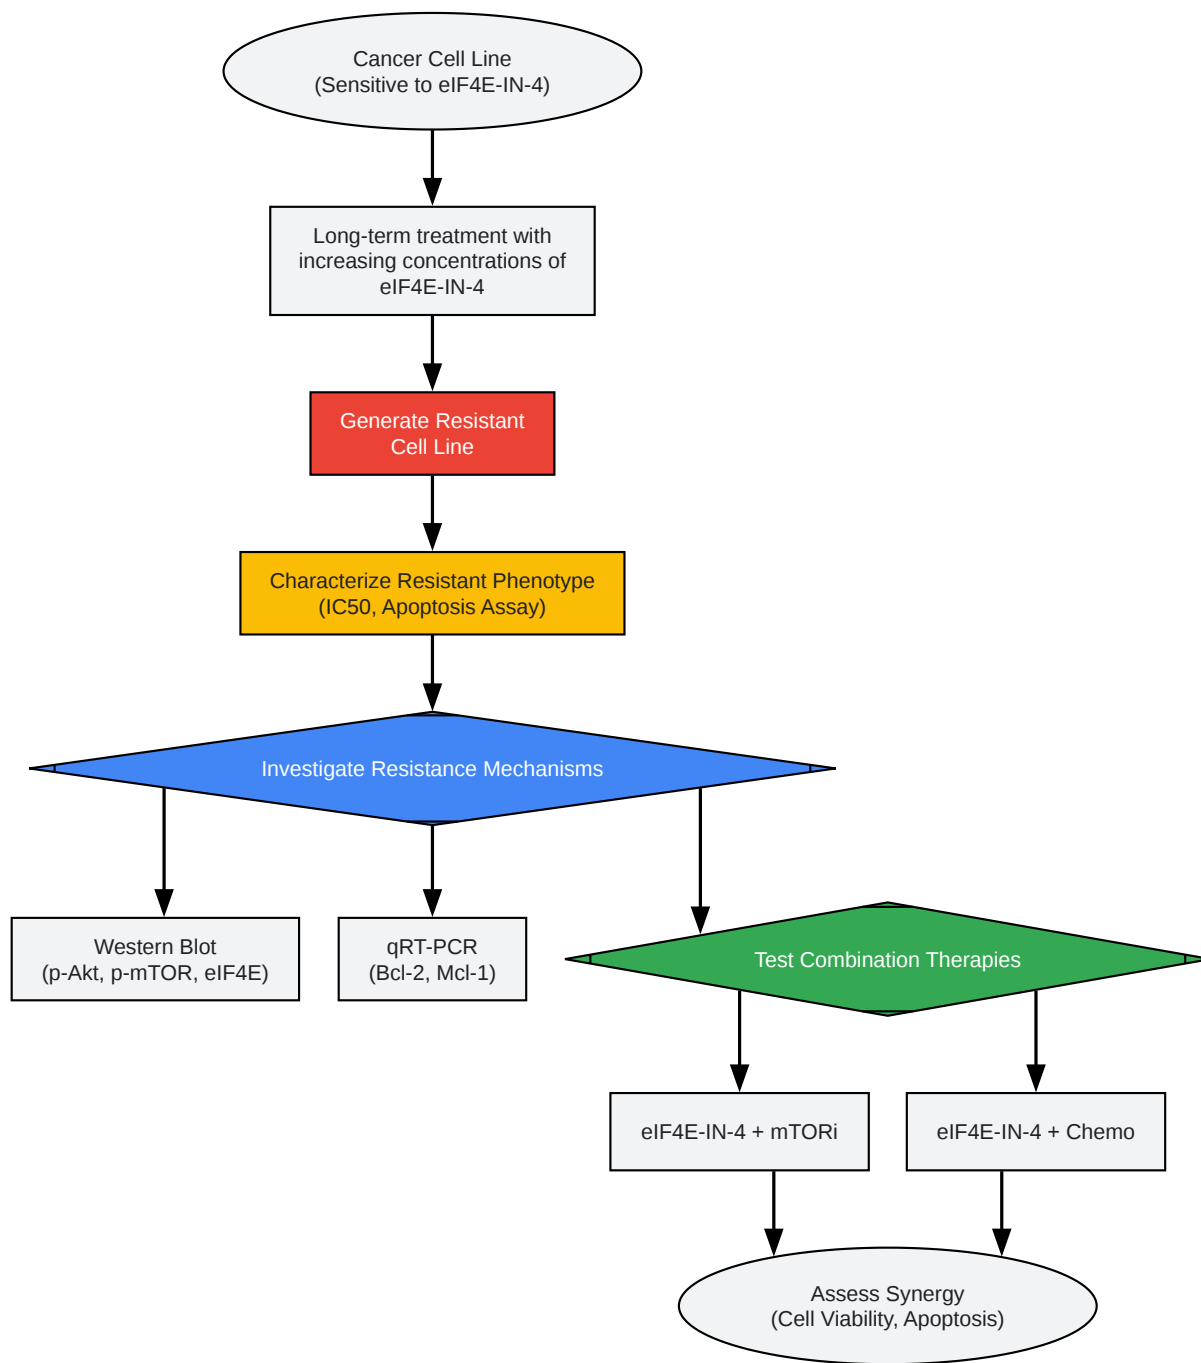 Cancer Cell Line
(Sensitive to eIF4E-IN-4)
Long-term treatment with
increasing concentrations of
eIF4E-IN-4
Generate Resistant
Cell Line
Characterize Resistant Phenotype
(IC50, Apoptosis Assay)
Investigate Resistance Mechanisms
Western Blot
(p-Akt, p-mTOR, eIF4E)
qRT-PCR
(Bcl-2, Mcl-1)
Test Combination Therapies
eIF4E-IN-4 + mTORi
eIF4E-IN-4 + Chemo
Assess Synergy
(Cell Viability, Apoptosis)